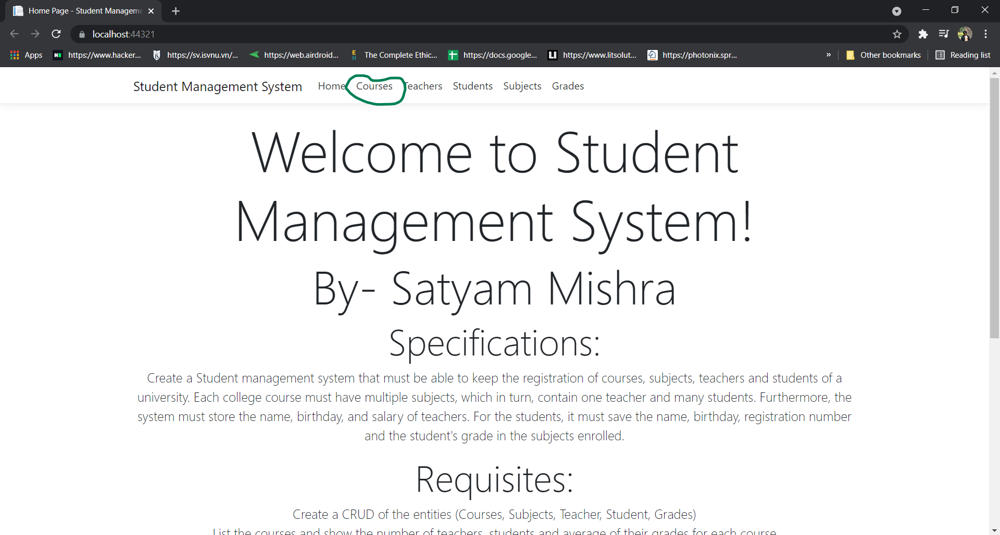 Home Page - Student Manageme
localhost:44321
Apps https://www.hacker... https://sv.isvnu.vn/... https://web.airdroid... The Complete Ethic... https://docs.google... https://www.litsolut... https://photonix.spr... » Other bookmarks Reading list
Student Management System Home Courses Teachers Students Subjects Grades
Welcome to Student
Management System!
By- Satyam Mishra
Specifications:
Create a Student management system that must be able to keep the registration of courses, subjects, teachers and students of a
university. Each college course must have multiple subjects, which in turn, contain one teacher and many students. Furthermore, the
system must store the name, birthday, and salary of teachers. For the students, it must save the name, birthday, registration number
and the student's grade in the subjects enrolled.
Requisites:
Create a CRUD of the entities (Courses, Subjects, Teacher, Student, Grades)
List the courses and show the number of teachers, students and average of their grades for each course